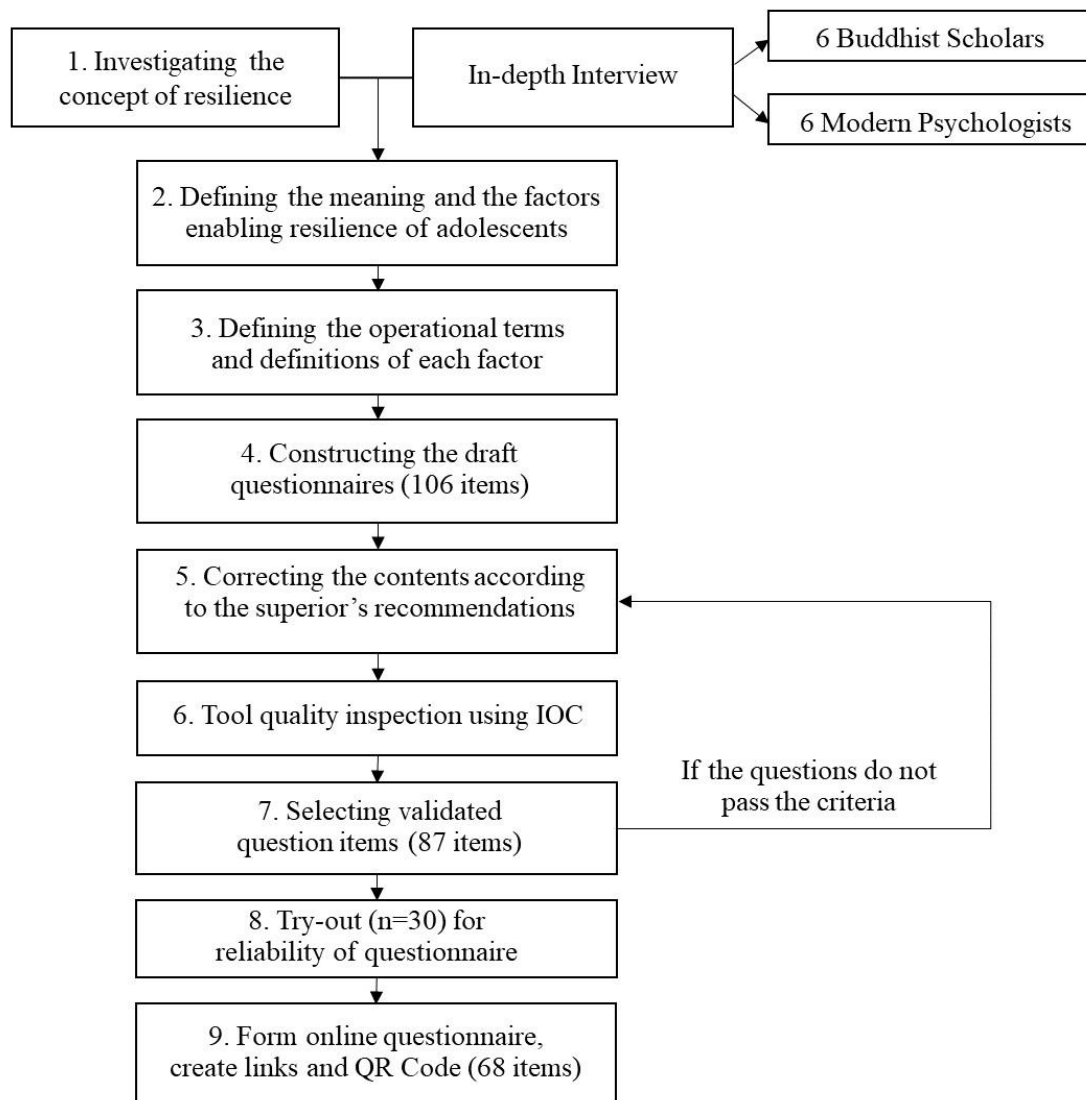 1. Investigating the
concept of resilience
In-depth Interview
6 Buddhist Scholars
6 Modern Psychologists
2. Defining the meaning and the factors
enabling resilience of adolescents
3. Defining the operational terms
and definitions of each factor
4. Constructing the draft
questionnaires (106 items)
5. Correcting the contents according
to the superior’s recommendations
6. Tool quality inspection using IOC
7. Selecting validated
question items (87 items)
If the questions do not
pass the criteria
8. Try-out (n=30) for
reliability of questionnaire
9. Form online questionnaire,
create links and QR Code (68 items)